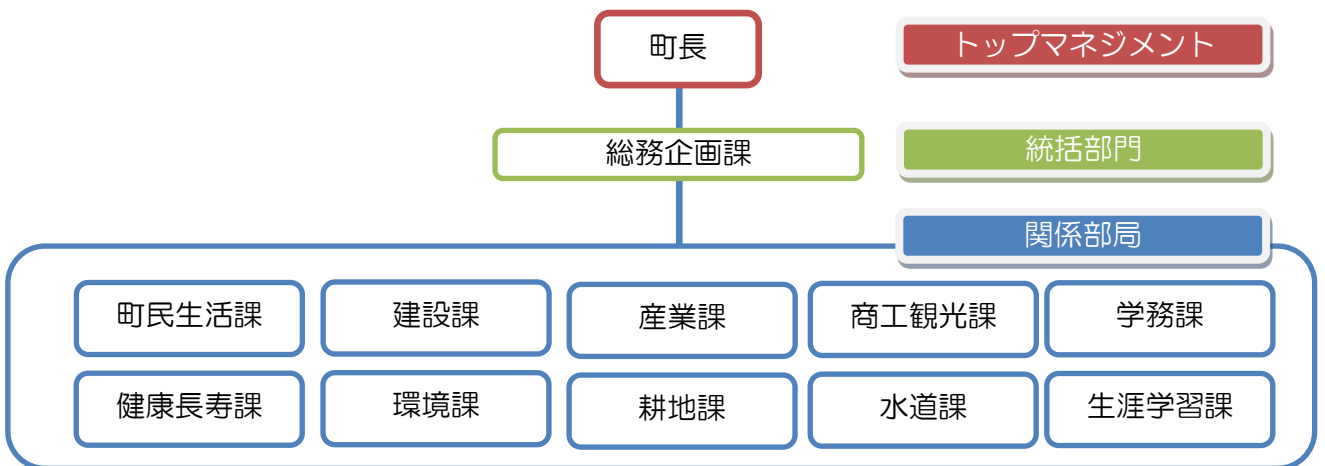 町長
トップマネジメント
総務企画課
統括部門
関係部局
町民生活課
建設課
産業課
商工観光課
学務課
健康長寿課
環境課
耕地課
水道課
生涯学習課